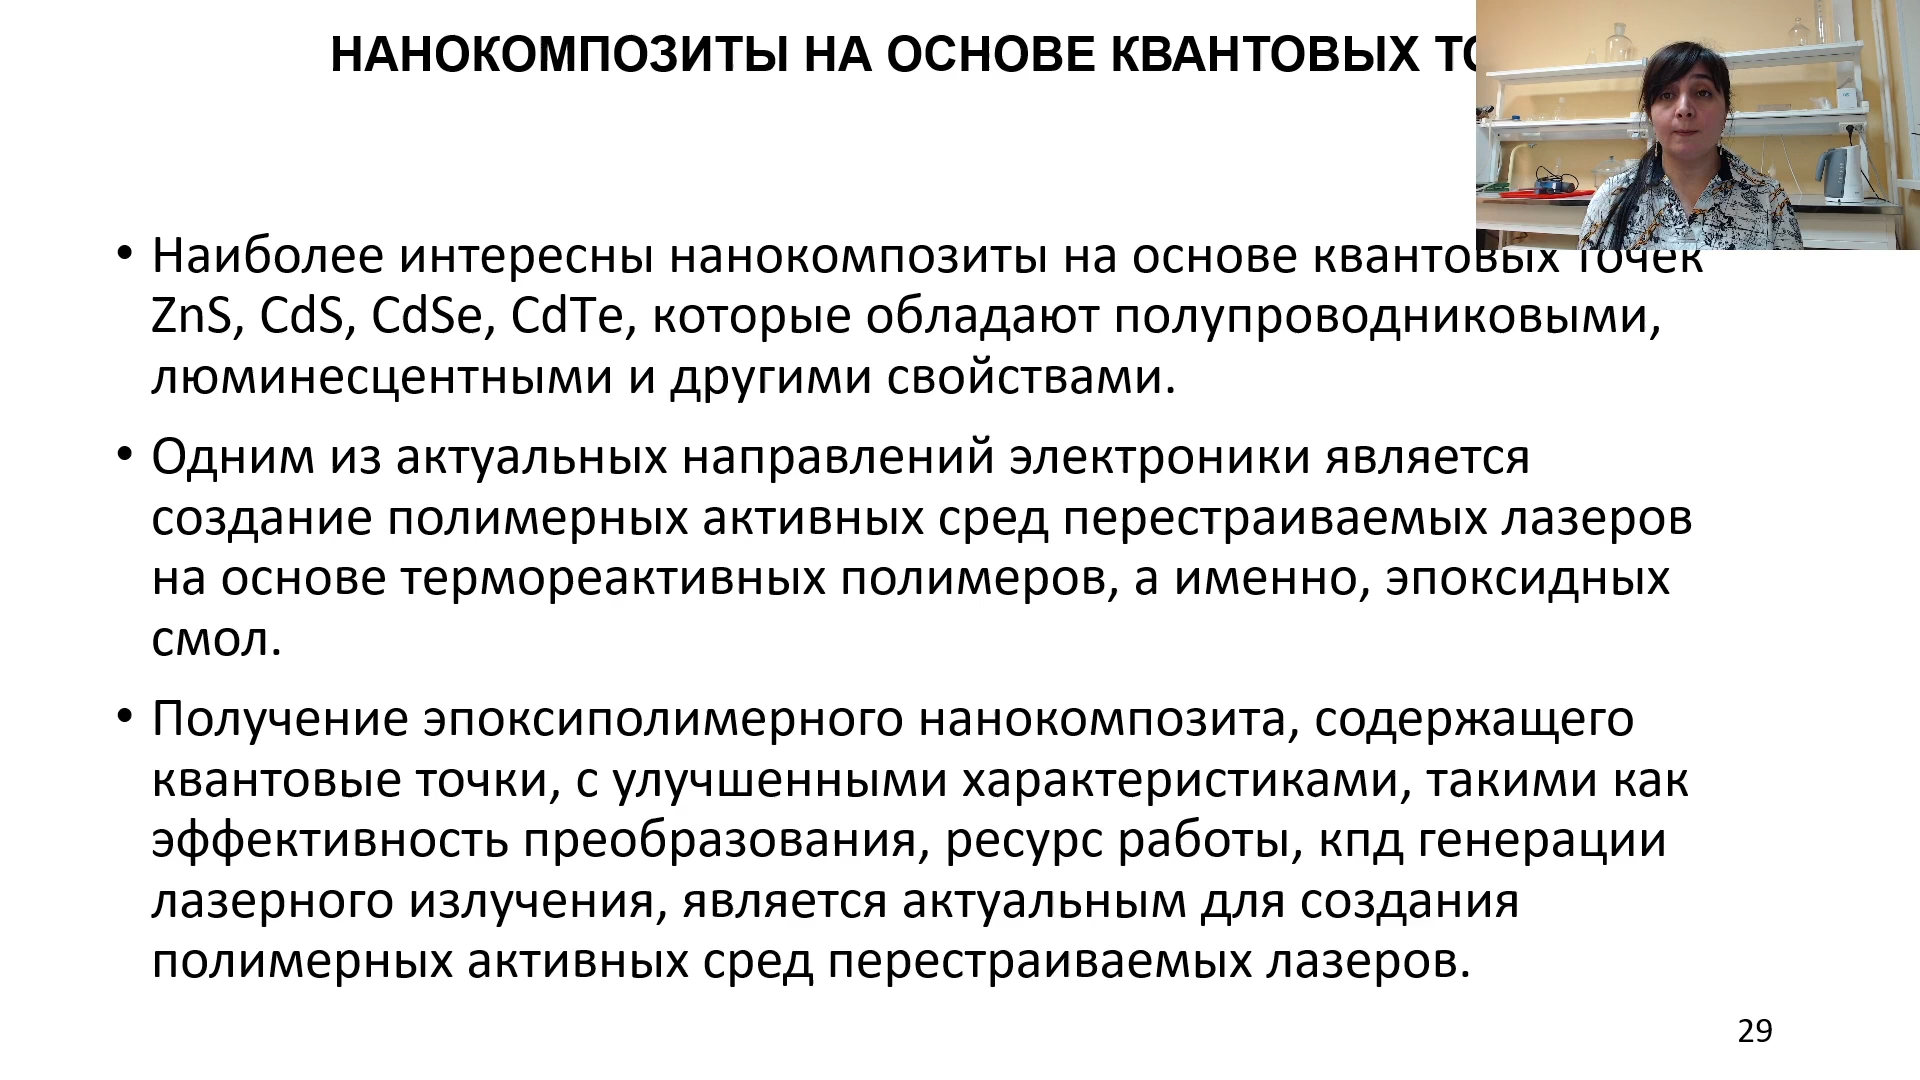 НАНОКОМПОЗИТЫ НА ОСНОВЕ КВАНТОВЫХ
• Наиболее интересны нанокомпозиты на основе квантовых точек
ZnS, CdS, CdSe, CdTe, которые обладают полупроводниковыми,
люминесцентными и другими свойствами.
• Одним из актуальных направлений электроники является
создание полимерных активных сред перестраиваемых лазеров
на основе термореактивных полимеров, а именно, эпоксидных
смол.
• Получение эпоксиполимерного нанокомпозита, содержащего
квантовые точки, с улучшенными характеристиками, такими как
эффективность преобразования, ресурс работы, кпд генерации
лазерного излучения, является актуальным для создания
полимерных активных сред перестраиваемых лазеров.
29